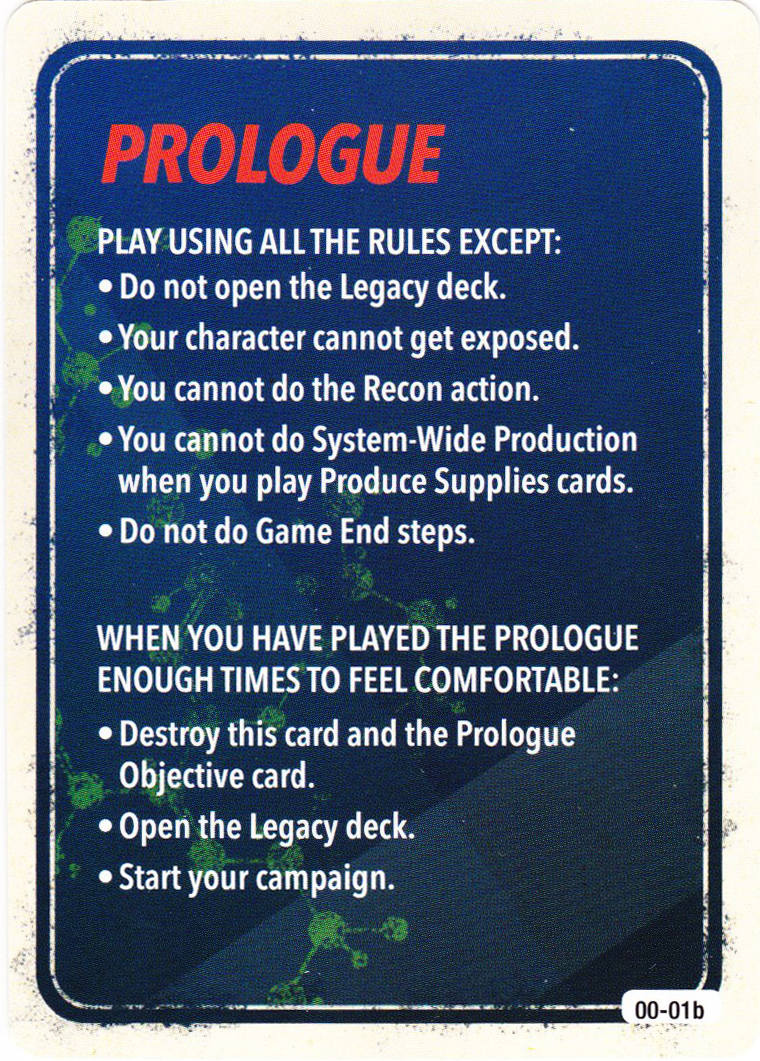 PROLOGUE
PLAY USING ALL THE RULES EXCEPT:
• Do not open the Legacy deck.
• Your character cannot get exposed.
• You cannot do the Recon action.
• You cannot do System-Wide Production
when you play Produce Supplies cards.
• Do not do Game End steps.
WHEN YOU HAVE PLAYED THE PROLOGUE
ENOUGH TIMES TO FEEL COMFORTABLE:
• Destroy this card and the Prologue
Objective card.
• Open the Legacy deck.
• Start your campaign.
00-01b